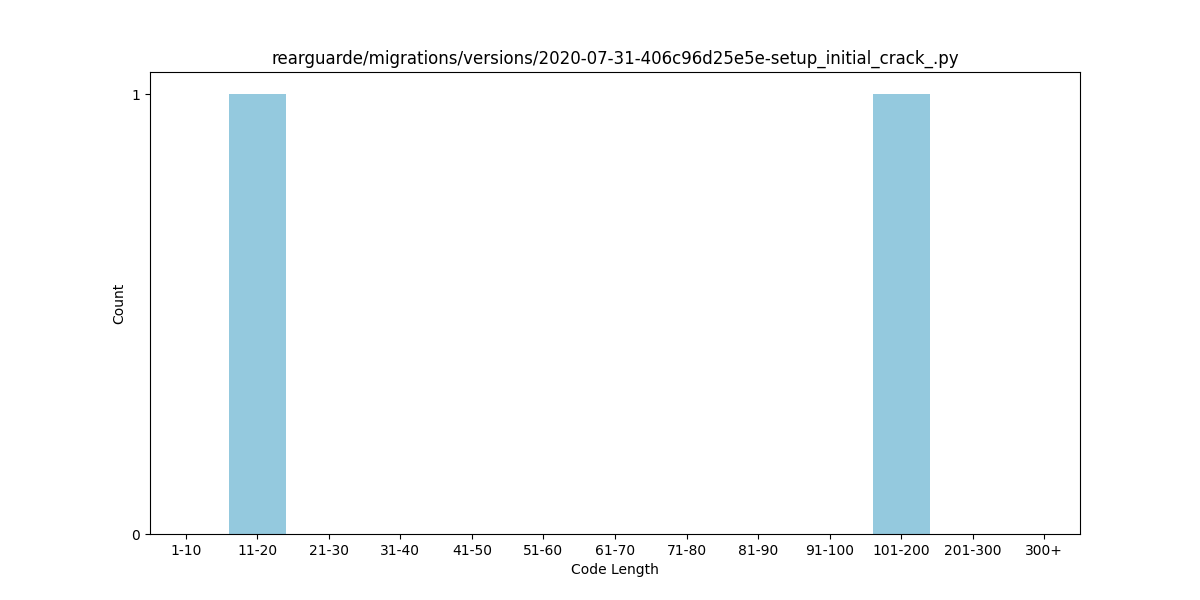 rearguarde/migrations/versions/2020-07-31-406c96d25e5e-setup_initial_crack_.py
1
Count
0
1-10 11-20 21-30 31-40 41-50 51-60 61-70 71-80 81-90 91-100 101-200 201-300 300+
Code Length